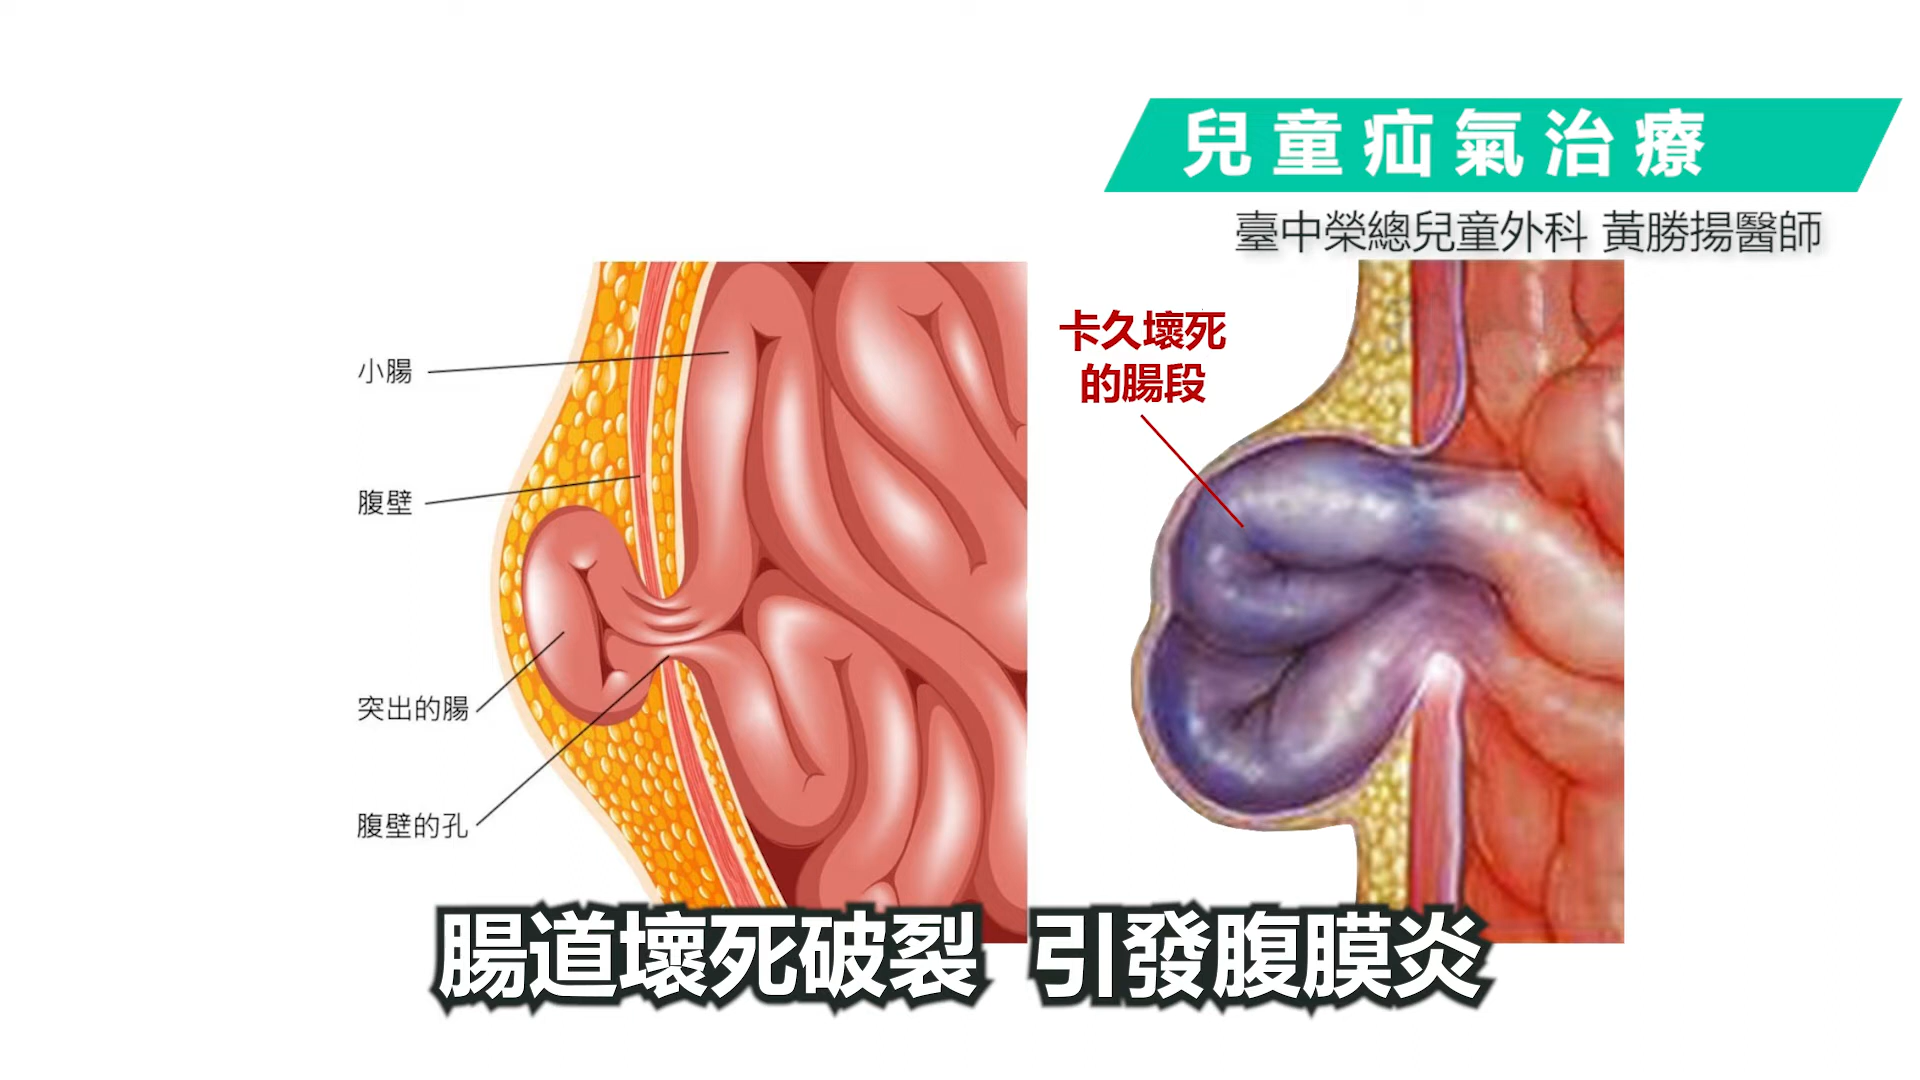 兒童疝氣治療
臺中榮總兒童外科 黃勝揚醫師
卡久壞死
的腸段
小腸
腹壁
突出的腸
腹壁的孔
腸道壞死破裂 引發腹膜炎